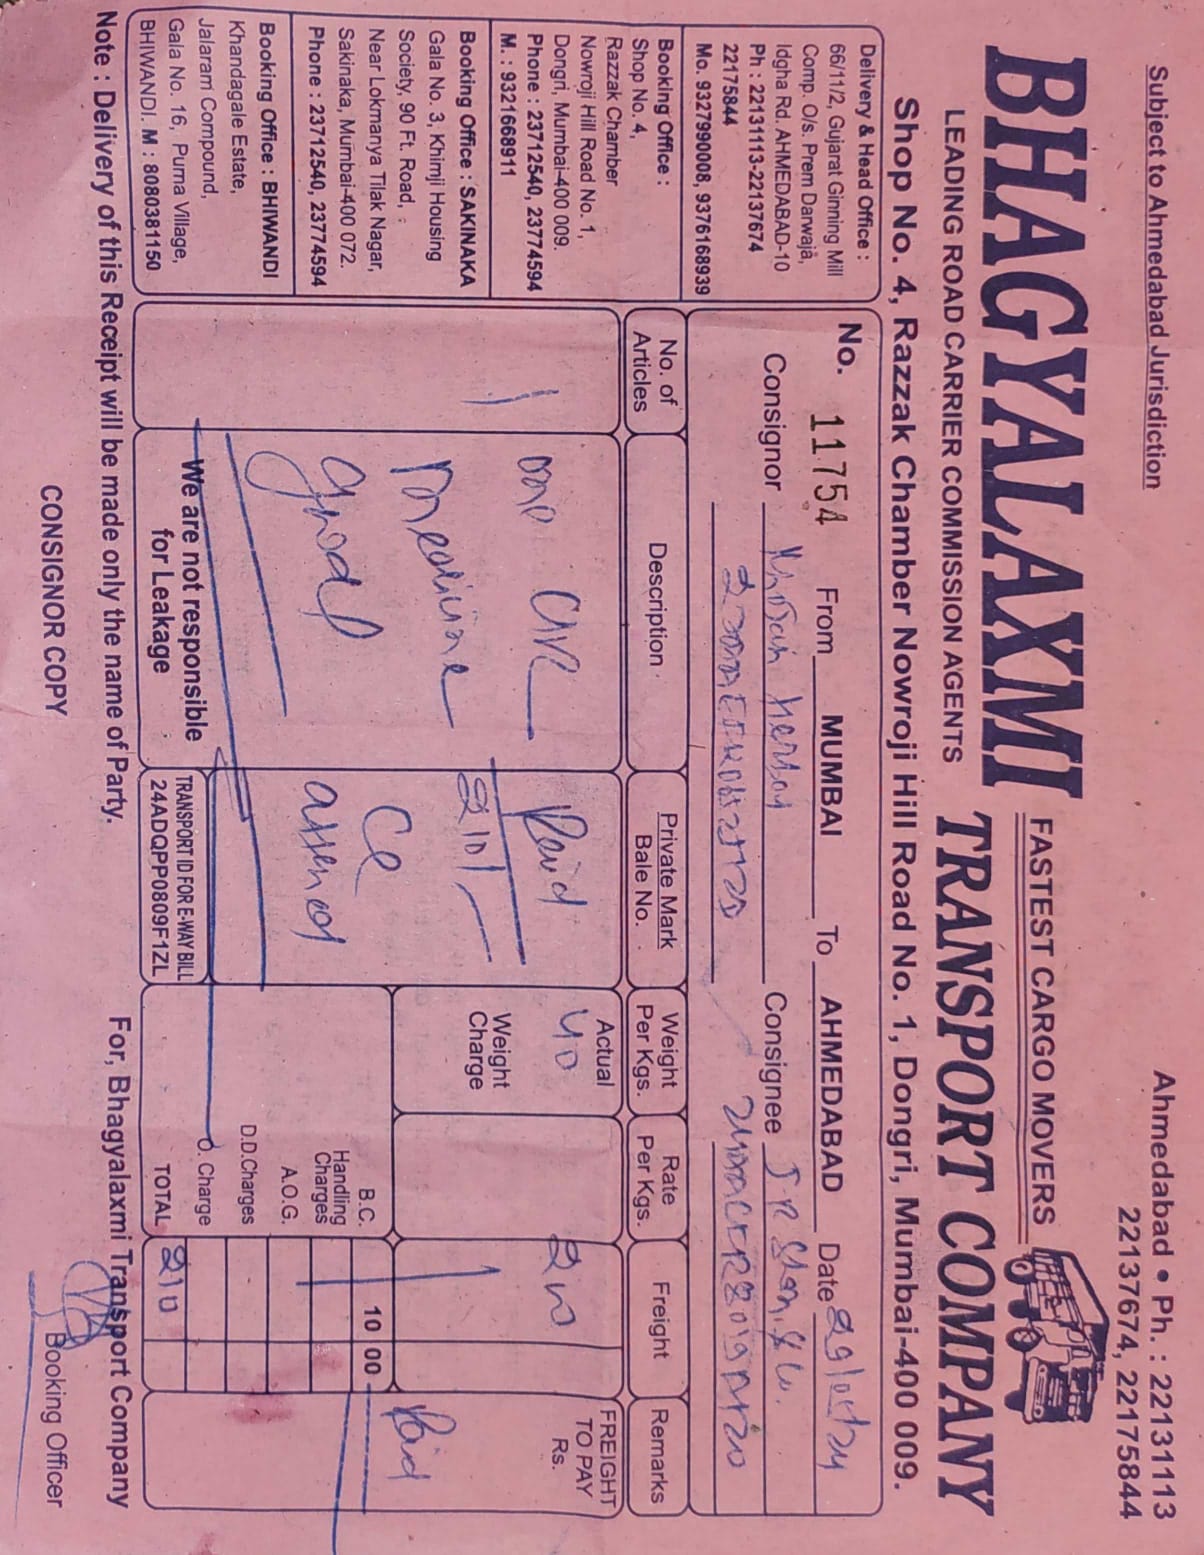 Subject to Ahmedabad Jurisdiction
Ahmedabad • Ph. : 22131113
22137674, 22175844
FASTEST CARGO MOVERS
BHAGYALAXMI TRANSPORT COMPANY
LEADING ROAD CARRIER COMMISSION AGENTS
Shop No. 4, Razzak Chamber Nowroji Hill Road No. 1, Dongri, Mumbai-400 009.
Delivery & Head Office :
66/11/2, Gujarat Ginning Mill
Comp. O/s. Prem Darwaja,
Idgha Rd. AHMEDABAD-10
Ph : 22131113-22137674
22175844
Mo. 9327990008, 9376168939
Booking Office :
Shop No. 4,
Razzak Chamber
Nowroji Hill Road No. 1,
Dongri, Mumbai-400 009.
Phone : 23712540, 23774594
M. : 9321668911
Booking Office : SAKINAKA
Gala No. 3, Khimji Housing
Society, 90 Ft. Road,
Near Lokmanya Tilak Nagar,
Sakinaka, Mumbai-400 072.
Phone : 23712540, 23774594
Booking Office : BHIWANDI
Khandagale Estate,
Jalaram Compound,
Gala No. 16, Purna Village,
BHIWANDI. M : 8080381150
No. 11754 From MUMBAI To AHMEDABAD Date
Consignor Consignee
No. of Articles
Description
Private Mark
Bale No.
Weight
Per Kgs.
Rate
Per Kgs.
Freight
Remarks
1
Medicine
Paid
210/-
Actual
40
Weight
Charge
200
FREIGHT
TO PAY
Rs.
Paid
B.C. 10 00
Handling
Charges
A.O.G.
D.D.Charges
O. Charge
TOTAL 210
We are not responsible
for Leakage
TRANSPORT ID FOR E-WAY BILL
24ADQPP0809F1ZL
Note : Delivery of this Receipt will be made only the name of Party.
For, Bhagyalaxmi Transport Company
CONSIGNOR COPY
Booking Officer